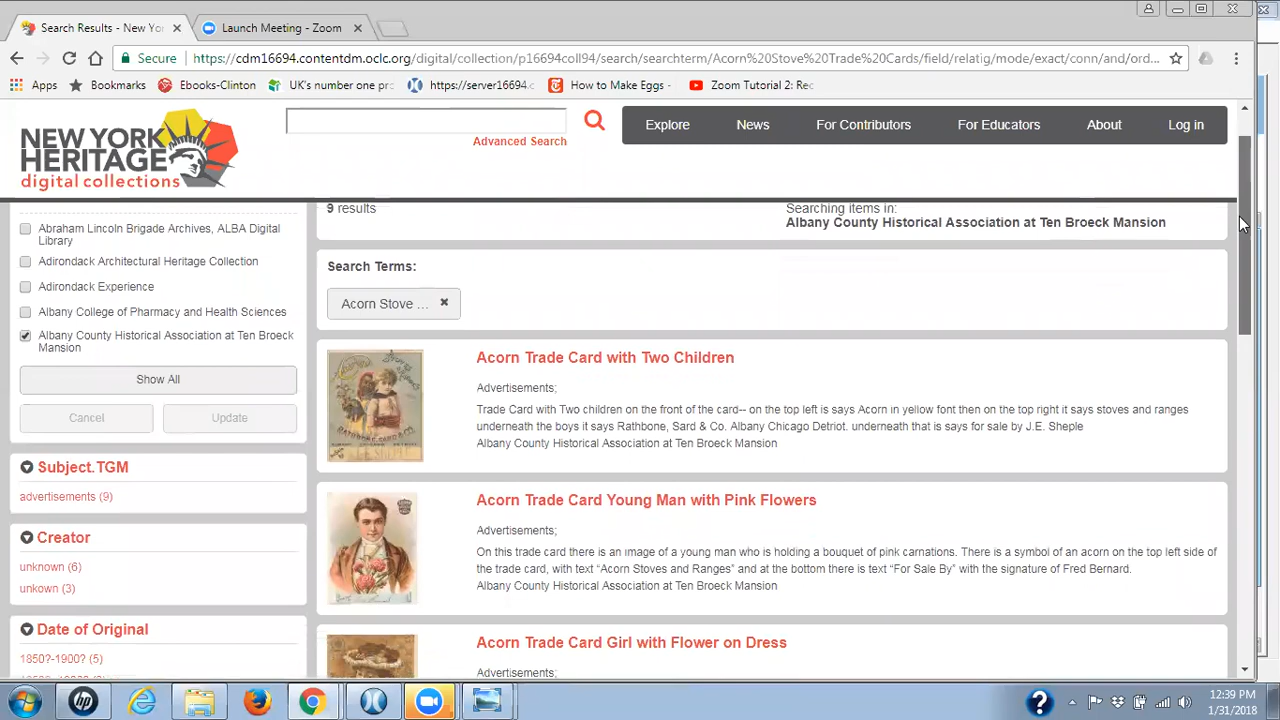 Search Results - New Yo
Launch Meeting - Zoom
Secure
https://cdm16694.contentdm.oclc.org/digital/collection/p16694coll94/search/searchterm/Acorn%20Stove%20Trade%20Cards/field/relatig/mode/exact/conn/and/ord...
Apps
Bookmarks
Ebooks-Clinton
UK's number one pr
https://server16694.c
How to Make Eggs -
Zoom Tutorial 2: Rec
NEW YORK
HERITAGE
digital collections
Advanced Search
Explore
News
For Contributors
For Educators
About
Log in
Abraham Lincoln Brigade Archives, ALBA Digital
Library
Adirondack Architectural Heritage Collection
Adirondack Experience
Albany College of Pharmacy and Health Sciences
Albany County Historical Association at Ten Broeck
Mansion
Show All
Cancel
Update
Subject.TGM
advertisements (9)
Creator
unknown (6)
unkown (3)
Date of Original
1850?-1900? (5)
9 results
Searching items in:
Albany County Historical Association at Ten Broeck Mansion
Search Terms:
Acorn Stove ...
Acorn Trade Card with Two Children
Advertisements;
Trade Card with Two children on the front of the card-- on the top left is says Acorn in yellow font then on the top right it says stoves and ranges
underneath the boys it says Rathbone, Sard & Co. Albany Chicago Detriot. underneath that is says for sale by J.E. Sheple
Albany County Historical Association at Ten Broeck Mansion
Acorn Trade Card Young Man with Pink Flowers
Advertisements;
On this trade card there is an image of a young man who is holding a bouquet of pink carnations. There is a symbol of an acorn on the top left side of
the trade card, with text “Acorn Stoves and Ranges” and at the bottom there is text “For Sale By” with the signature of Fred Bernard.
Albany County Historical Association at Ten Broeck Mansion
Acorn Trade Card Girl with Flower on Dress
Advertisements;
12:39 PM
1/31/2018